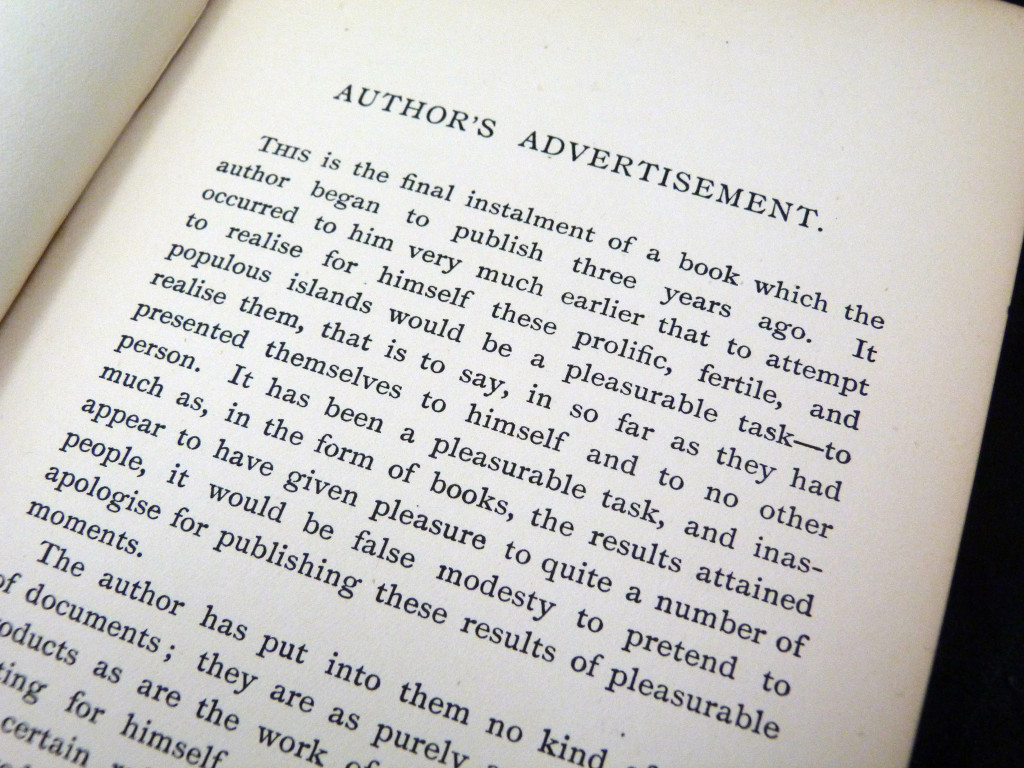 AUTHOR'S ADVERTISEMENT.
THIS is the final instalment of a book which the
author began to publish three years ago. It
occurred to him very much earlier that to attempt
to realise for himself these prolific, fertile, and
populous islands would be a pleasurable task—to
realise them, that is to say, in so far as they had
presented themselves to himself and to no other
person. It has been a pleasurable task, and inas-
much as, in the form of books, the results attained
appear to have given pleasure to quite a number of
people, it would be false modesty to pretend to
apologise for publishing these results of pleasurable
moments.
The author has put into them no kind
of documents; they are as purely
as are the work
for himself
certain